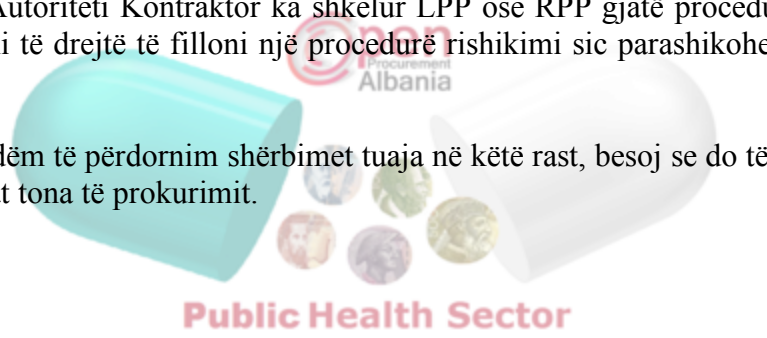 Autoriteti Kontraktor ka shkelur LPP ose RPP gjatë procedu
i të drejtë të filloni një procedurë rishikimi sic parashikohe
Open
Procurement
Albania
dëm të përdornim shërbimet tuaja në këtë rast, besoj se do të
t tona të prokurimit.
Public Health Sector